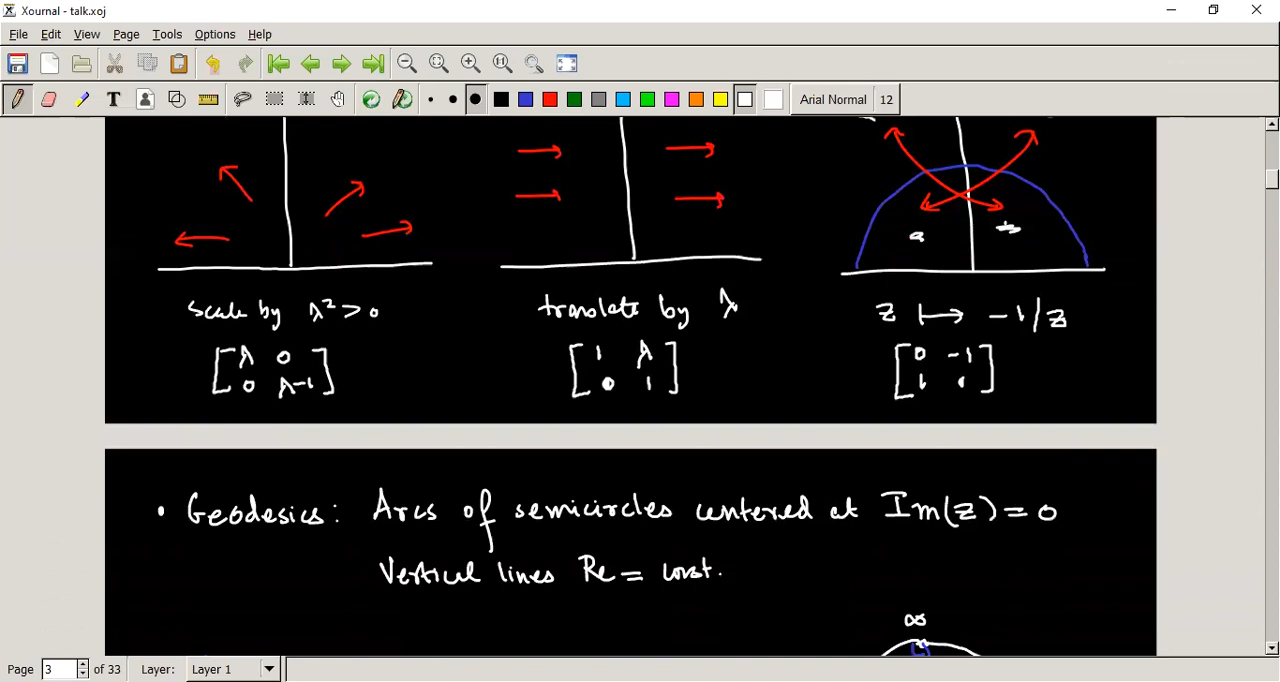 Xournal - talk.xoj
File Edit View Page Tools Options Help
Arial Normal 12
scale by λ² > 0
[λ 0
0 λ-1]
translate by λ
[1 λ
0 1]
z ↦ -1/z
[0 -1
1 0]
• Geodesics: Arcs of semicircles centered at Im(z) = 0
Vertical lines Re = const.
∞
Page 3 of 33 Layer: Layer 1